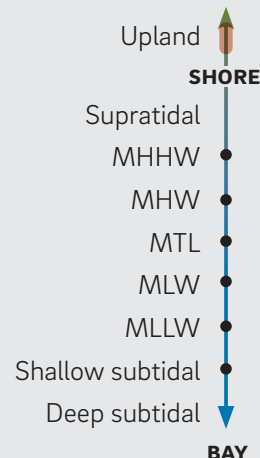 Upland
SHORE
Supratidal
MHHW
MHW
MTL
MLW
MLLW
Shallow subtidal
Deep subtidal
BAY